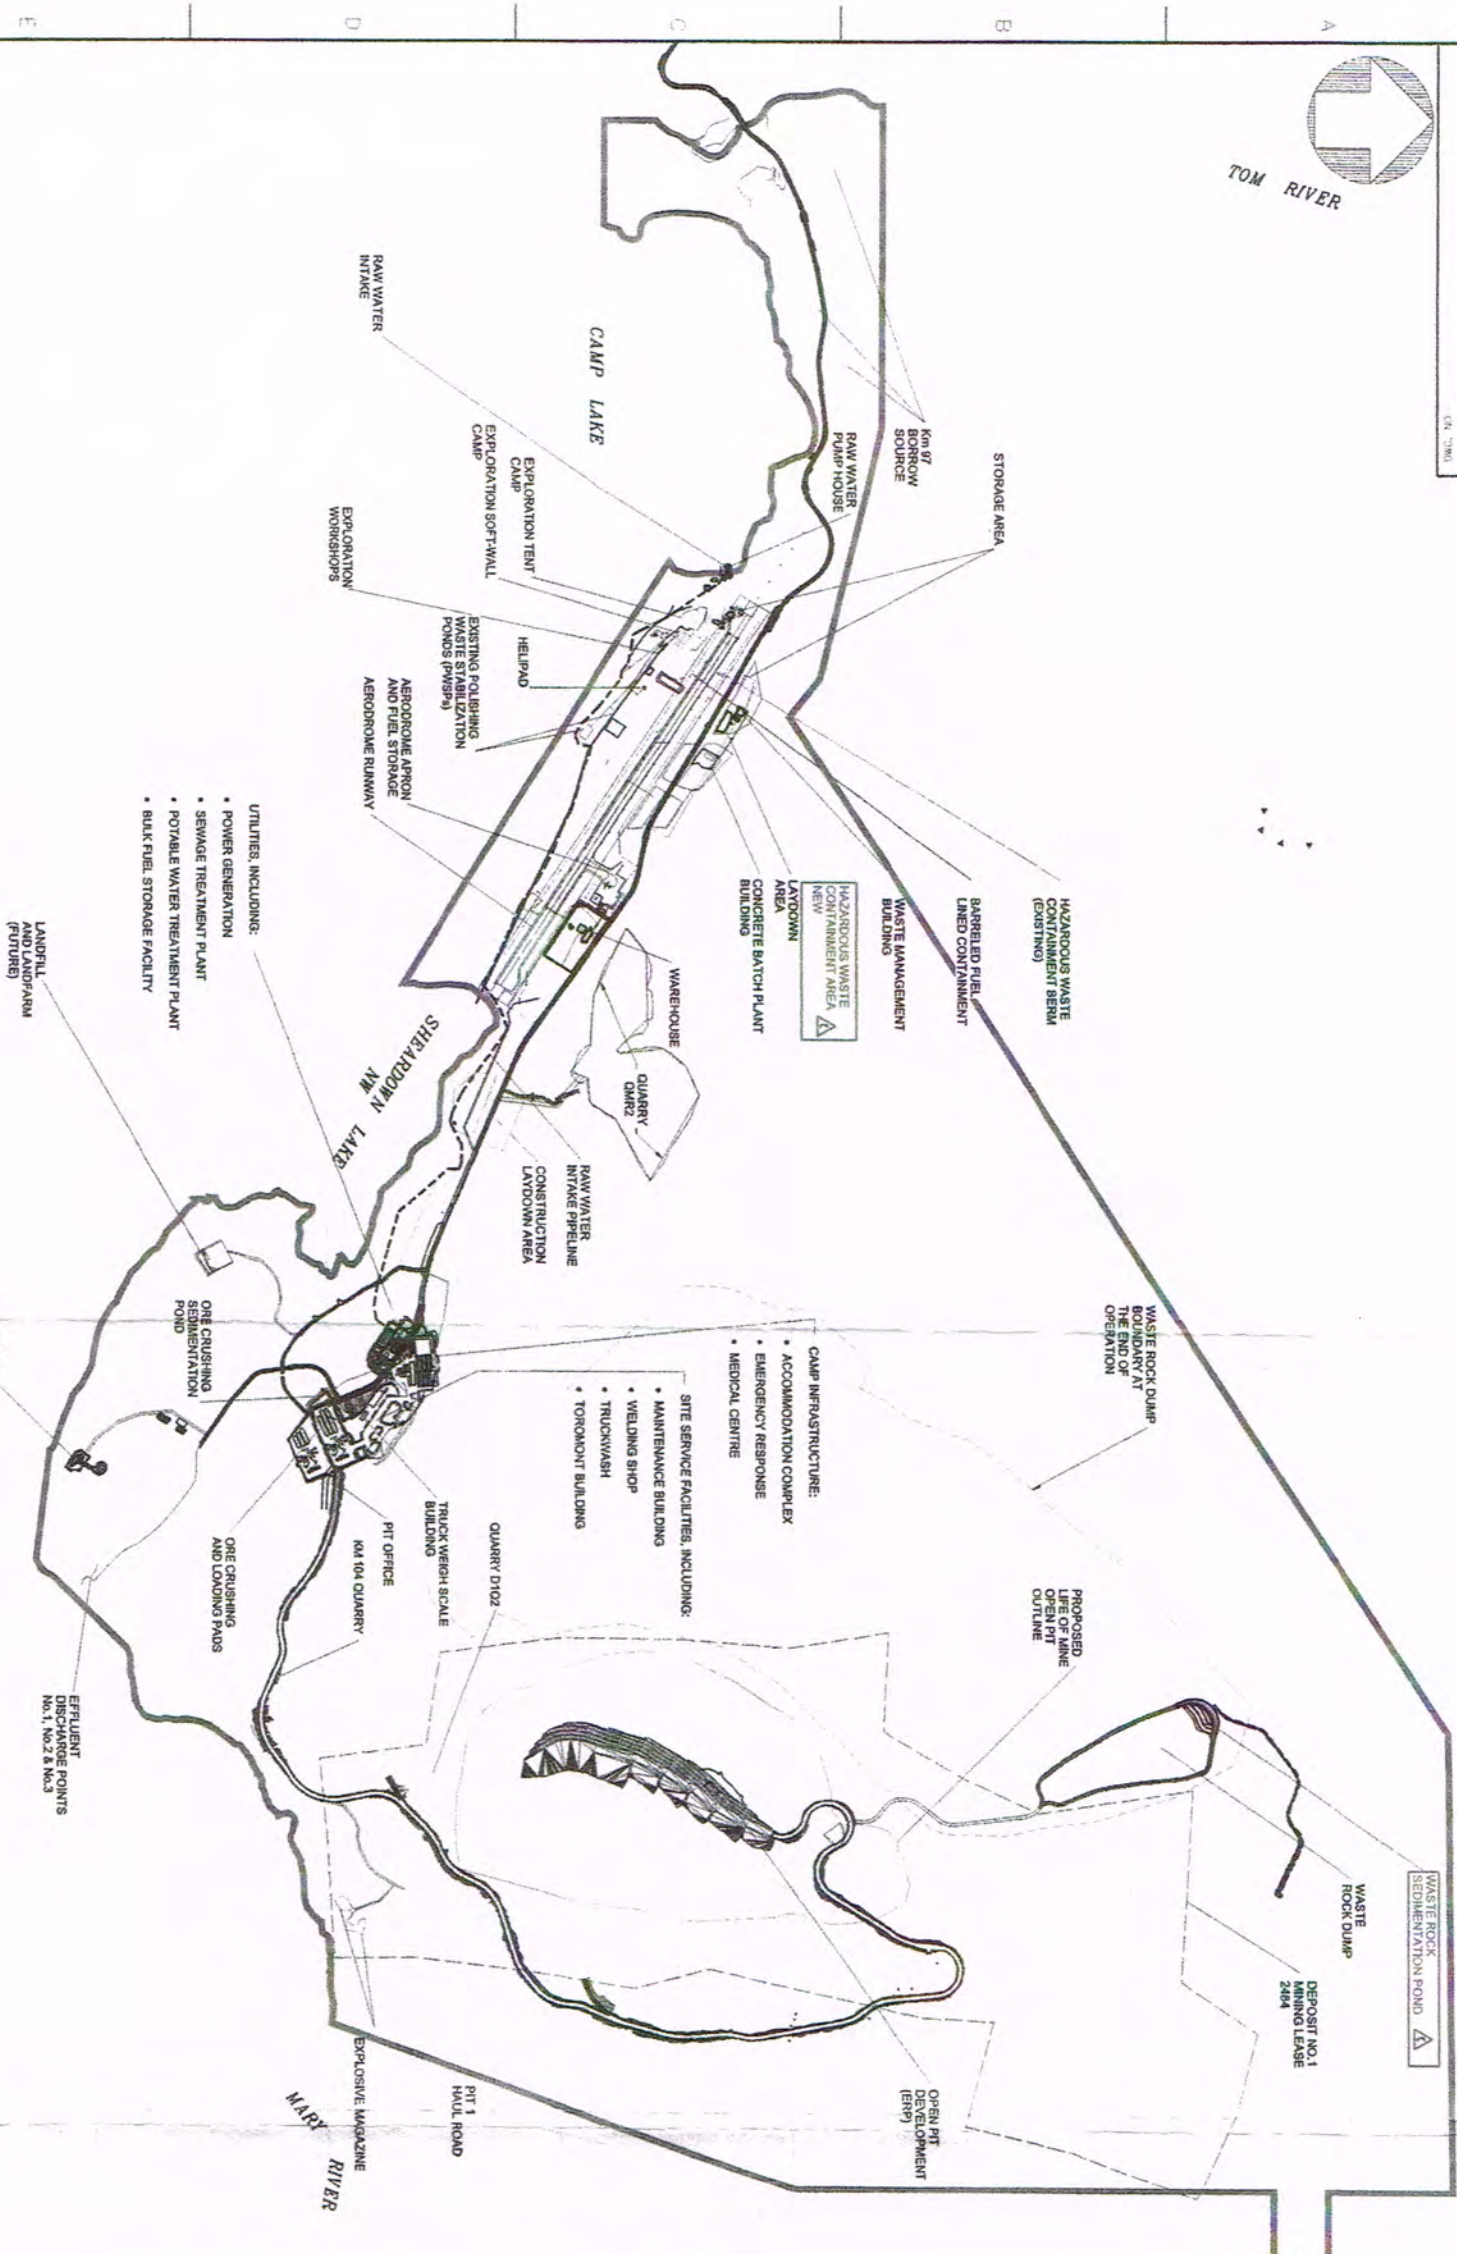 E
D
C
B
A
DWG. NO.
TOM RIVER
CAMP LAKE
RAW WATER
INTAKE
Km 97
BORROW
SOURCE
RAW WATER
PUMP HOUSE
STORAGE AREA
EXPLORATION TENT
CAMP
EXPLORATION SOFT-WALL
CAMP
EXPLORATION
WORKSHOPS
HELIPAD
EXISTING POLISHING
WASTE STABILIZATION
PONDS (PWSPs)
AERODROME APRON
AND FUEL STORAGE
AERODROME RUNWAY
HAZARDOUS WASTE
CONTAINMENT BERM
(EXISTING)
BARRELED FUEL
LINED CONTAINMENT
WASTE MANAGEMENT
BUILDING
HAZARDOUS WASTE
CONTAINMENT AREA
NEW
LAYDOWN
AREA
CONCRETE BATCH PLANT
BUILDING
WAREHOUSE
QUARRY
QMR2
SHEARDOWN LAKE
NW
RAW WATER
INTAKE PIPELINE
CONSTRUCTION
LAYDOWN AREA
UTILITIES, INCLUDING:
• POWER GENERATION
• SEWAGE TREATMENT PLANT
• POTABLE WATER TREATMENT PLANT
• BULK FUEL STORAGE FACILITY
LANDFILL
AND LANDFARM
(FUTURE)
ORE CRUSHING
SEDIMENTATION
POND
WASTE ROCK DUMP
BOUNDARY AT
THE END OF
OPERATION
CAMP INFRASTRUCTURE:
• ACCOMMODATION COMPLEX
• EMERGENCY RESPONSE
• MEDICAL CENTRE
SITE SERVICE FACILITIES, INCLUDING:
• MAINTENANCE BUILDING
• WELDING SHOP
• TRUCKWASH
• TOROMONT BUILDING
TRUCK WEIGH SCALE
BUILDING
QUARRY D1Q2
PIT OFFICE
KM 104 QUARRY
ORE CRUSHING
AND LOADING PADS
EFFLUENT
DISCHARGE POINTS
No.1, No.2 & No.3
PROPOSED
LIFE OF MINE
OPEN PIT
OUTLINE
WASTE
ROCK DUMP
WASTE ROCK
SEDIMENTATION POND
DEPOSIT NO.1
MINING LEASE
2484
OPEN PIT
DEVELOPMENT
(ERP)
PIT 1
HAUL ROAD
EXPLOSIVE MAGAZINE
MARY RIVER